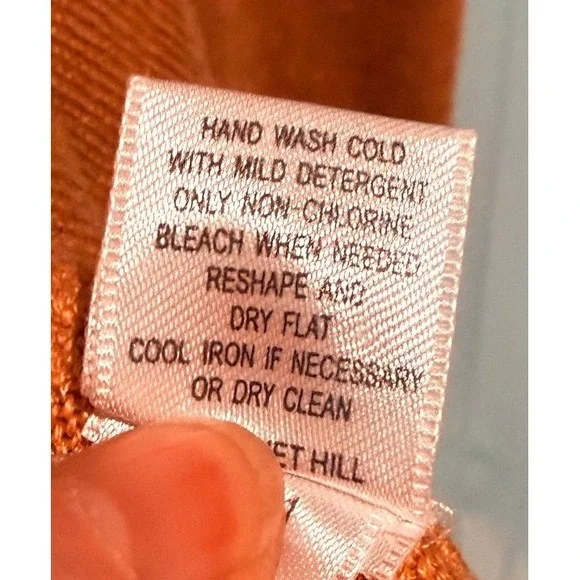 HAND WASH COLD
WITH MILD DETERGENT
ONLY NON-CHLORINE
BLEACH WHEN NEEDED
RESHAPE AND
DRY FLAT
COOL IRON IF NECESSARY
OR DRY CLEAN
HILL